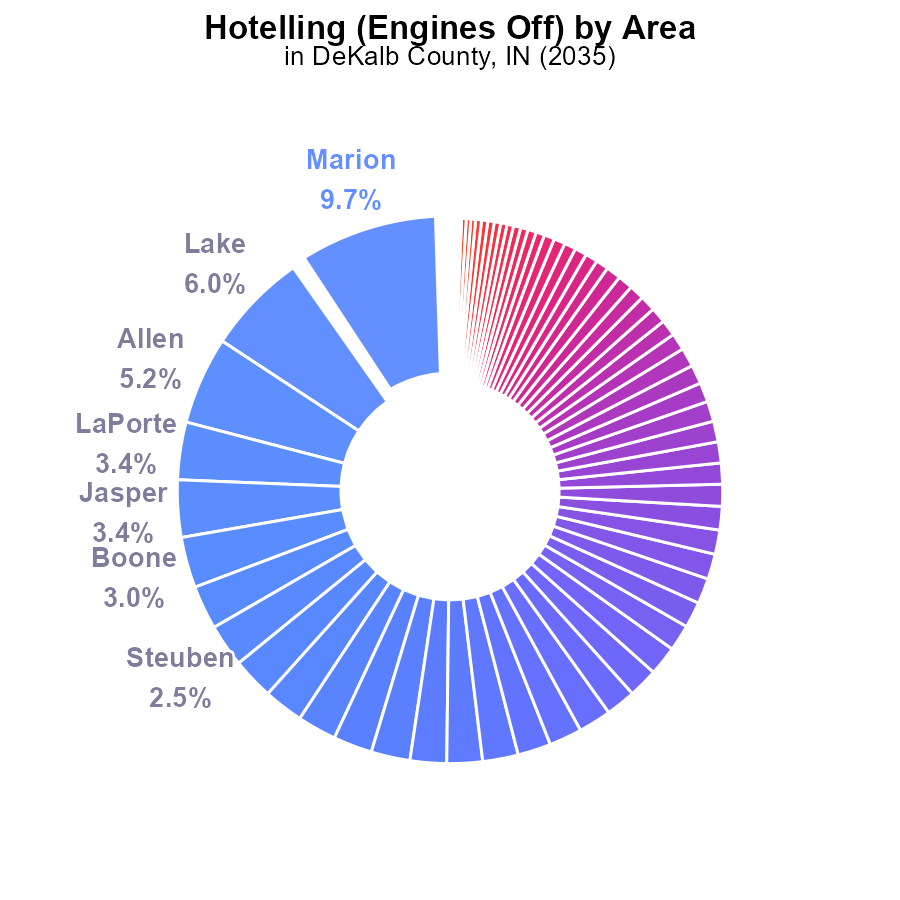 Hotelling (Engines Off) by Area
in DeKalb County, IN (2035)
Marion
9.7%
Lake
6.0%
Allen
5.2%
LaPorte
3.4%
Jasper
3.4%
Boone
3.0%
Steuben
2.5%